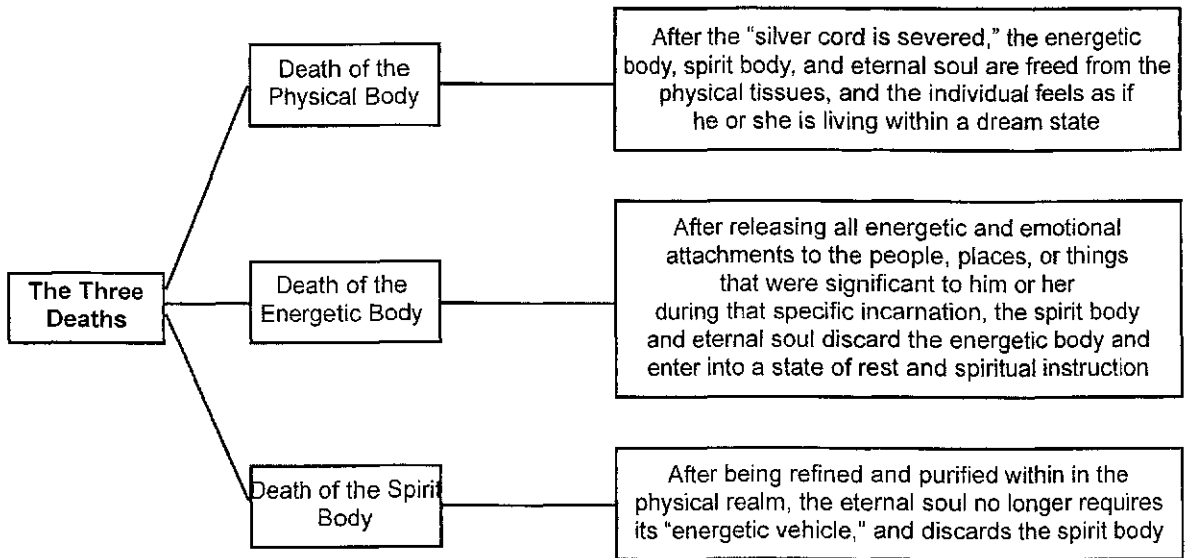 The Three
Deaths
Death of the
Physical Body
After the “silver cord is severed,” the energetic
body, spirit body, and eternal soul are freed from the
physical tissues, and the individual feels as if
he or she is living within a dream state
Death of the
Energetic Body
After releasing all energetic and emotional
attachments to the people, places, or things
that were significant to him or her
during that specific incarnation, the spirit body
and eternal soul discard the energetic body and
enter into a state of rest and spiritual instruction
Death of the Spirit
Body
After being refined and purified within in the
physical realm, the eternal soul no longer requires
its “energetic vehicle,” and discards the spirit body